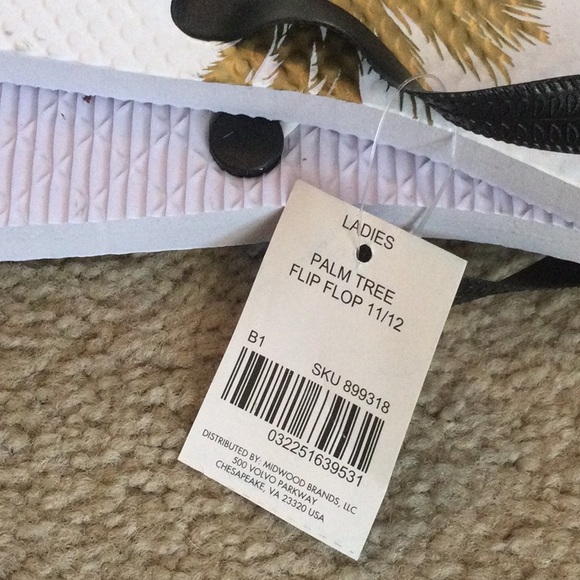 LADIES
PALM TREE
FLIP FLOP 11/12
B1 SKU 899318
032251639531
DISTRIBUTED BY: MIDWOOD BRANDS, LLC
500 VOLVO PARKWAY
CHESAPEAKE, VA 23320 USA